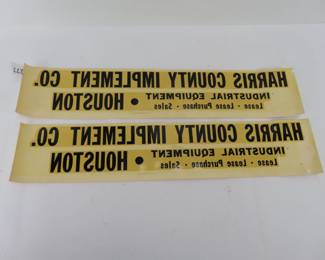 HARRIS COUNTY IMPLEMENT CO.
INDUSTRIAL EQUIPMENT • HOUSTON
Lease · Lease Purchase · Sales
HARRIS COUNTY IMPLEMENT CO.
INDUSTRIAL EQUIPMENT • HOUSTON
Lease · Lease Purchase · Sales